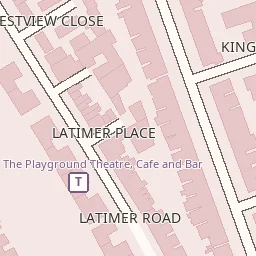 ESTVIEW CLOSE
KING
LATIMER PLACE
The Playground Theatre, Cafe and Bar
T
LATIMER ROAD